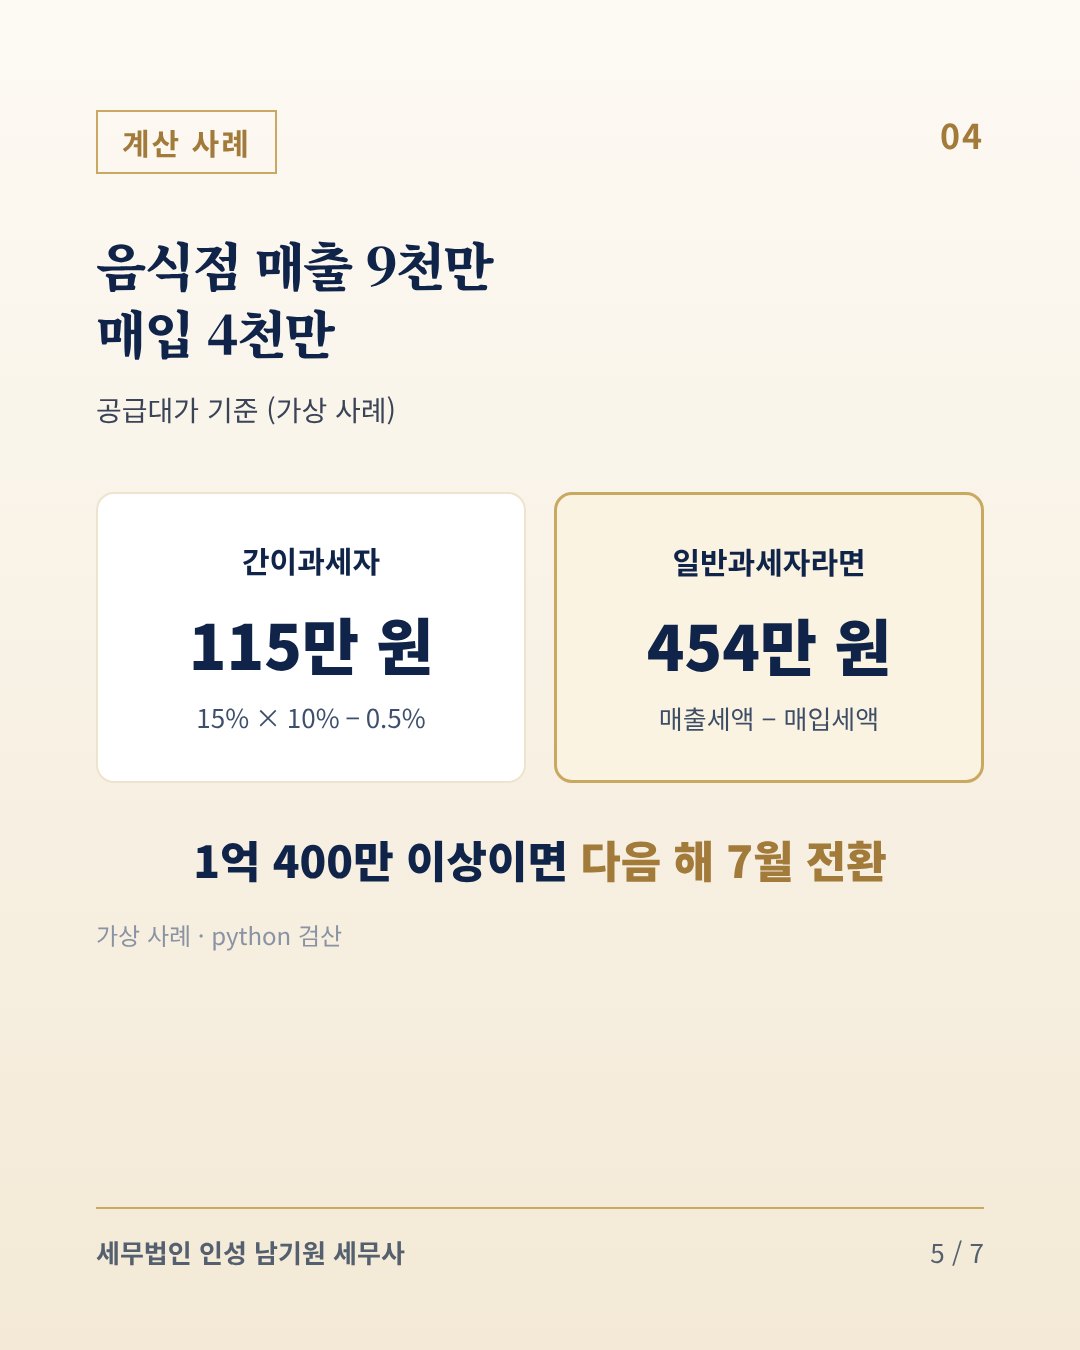 계산 사례
04
음식점 매출 9천만
매입 4천만
공급대가 기준 (가상 사례)
간이과세자
115만 원
15% × 10% − 0.5%
일반과세자라면
454만 원
매출세액 − 매입세액
1억 400만 이상이면 다음 해 7월 전환
가상 사례 · python 검산
세무법인 인성 남기원 세무사
5 / 7